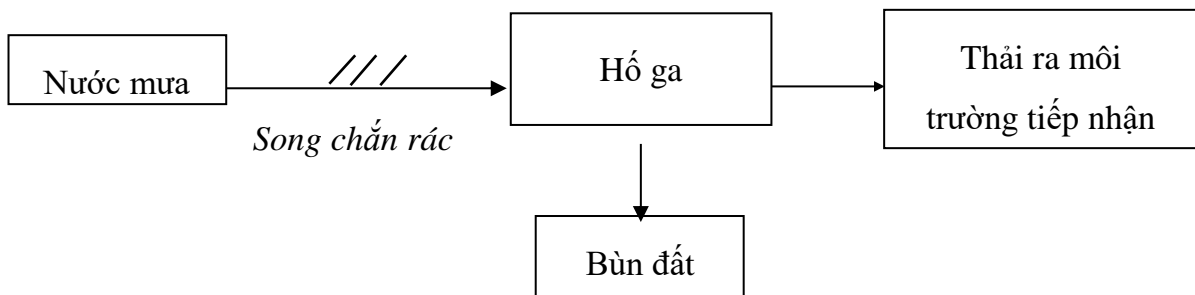 Nước mưa
Song chắn rác
Hố ga
Thải ra môi
trường tiếp nhận
Bùn đất